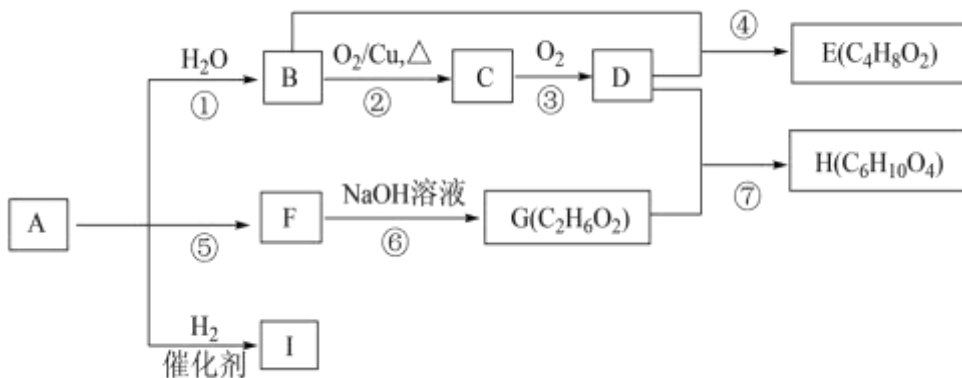 ④
H₂O O₂/Cu,△ O₂
B C D E(C₄H₈O₂)
① ② ③
NaOH溶液 H(C₆H₁₀O₄)
⑦
A F G(C₂H₆O₂)
⑤ ⑥
H₂
I
催化剂